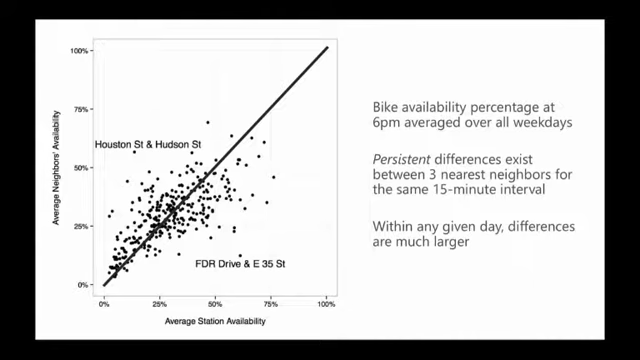 100%
75%
50%
25%
0%
0%
25%
50%
75%
100%
Average Neighbors' Availability
Average Station Availability
Houston St & Hudson St
FDR Drive & E 35 St
Bike availability percentage at
6pm averaged over all weekdays
Persistent differences exist
between 3 nearest neighbors for
the same 15-minute interval
Within any given day, differences
are much larger